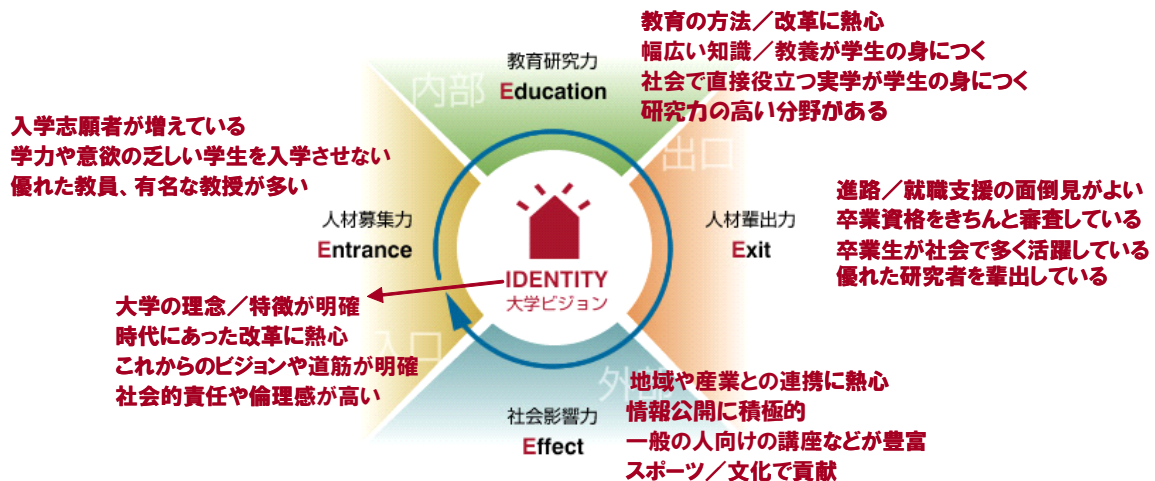 教育の方法／改革に熱心
幅広い知識／教養が学生の身につく
社会で直接役立つ実学が学生の身につく
研究力の高い分野がある
教育研究力
Education
内部
入学志願者が増えている
学力や意欲の乏しい学生を入学させない
優れた教員、有名な教授が多い
人材募集力
Entrance
出口
人材輩出力
Exit
進路／就職支援の面倒見がよい
卒業資格をきちんと審査している
卒業生が社会で多く活躍している
優れた研究者を輩出している
IDENTITY
大学ビジョン
大学の理念／特徴が明確
時代にあった改革に熱心
これからのビジョンや道筋が明確
社会的責任や倫理感が高い
入口
外部
社会影響力
Effect
地域や産業との連携に熱心
情報公開に積極的
一般の人向けの講座などが豊富
スポーツ／文化で貢献